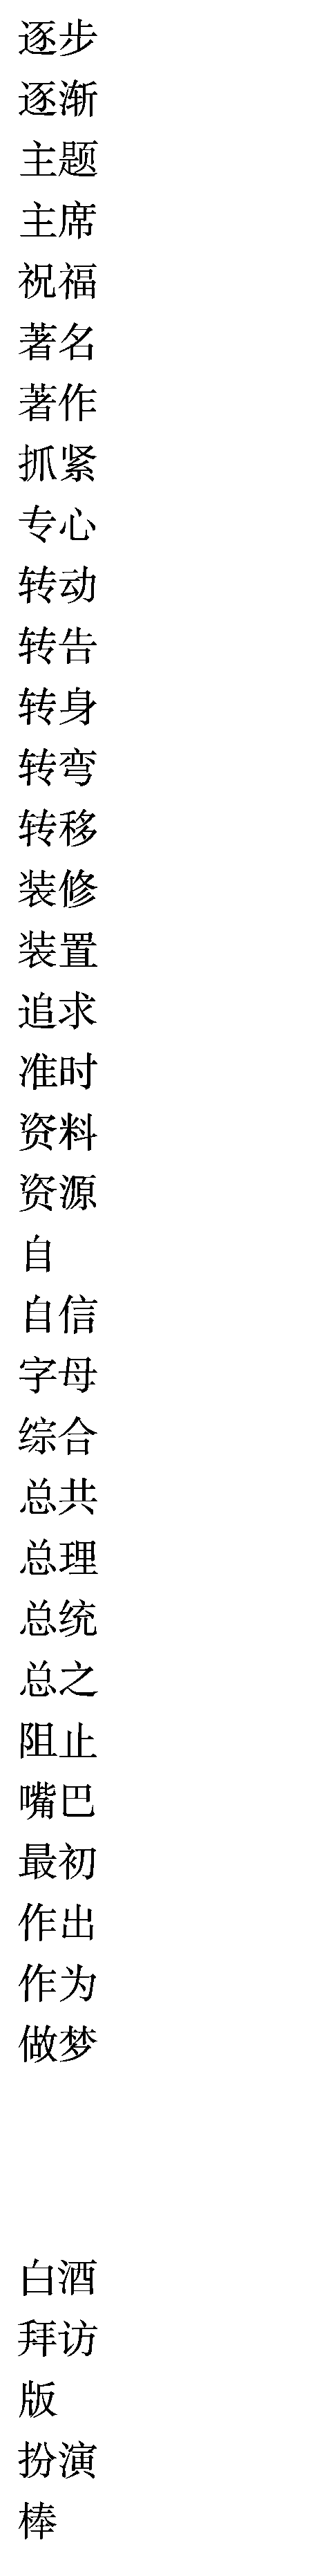 逐步
逐渐
主题
主席
祝福
著名
著作
抓紧
专心
转动
转告
转身
转弯
转移
装修
装置
追求
准时
资料
资源
自
自信
字母
综合
总共
总理
总统
总之
阻止
嘴巴
最初
作出
作为
做梦
白酒
拜访
版
扮演
棒